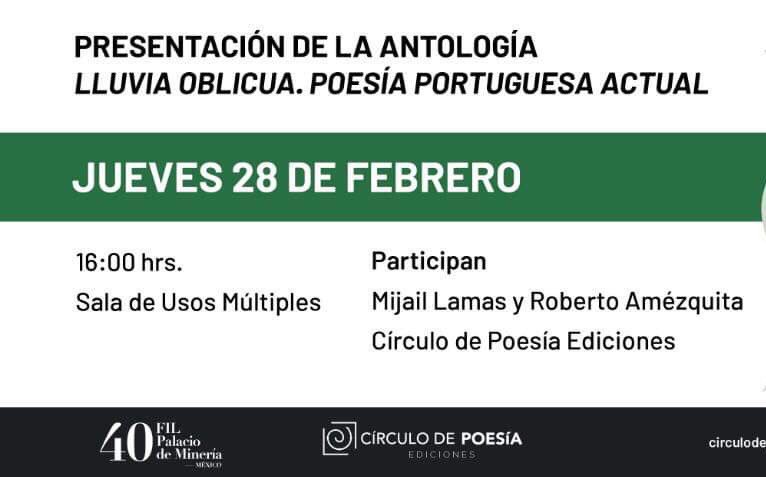 PRESENTACIÓN DE LA ANTOLOGÍA
LLUVIA OBLICUA. POESÍA PORTUGUESA ACTUAL
JUEVES 28 DE FEBRERO
16:00 hrs.
Sala de Usos Múltiples
Participan
Mijail Lamas y Roberto Amézquita
Círculo de Poesía Ediciones
40 FIL
Palacio
de Minería
MÉXICO
CÍRCULO DE POESÍA
EDICIONES
circulode